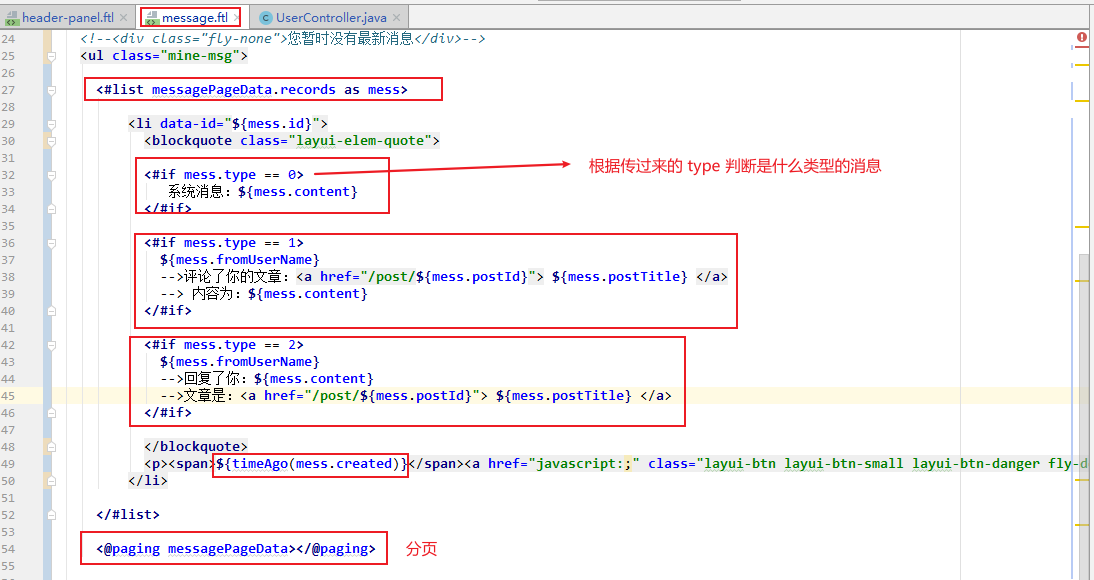 header-panel.ftl
message.ftl
UserController.java
24 <!--<div class="fly-none">您暂时没有最新消息</div>-->
25 <ul class="mine-msg">
26
27 <#list messagePageData.records as mess>
28
29 <li data-id="${mess.id}">
30 <blockquote class="layui-elem-quote">
31
32 <#if mess.type == 0>
根据传过来的 type 判断是什么类型的消息
33 系统消息：${mess.content}
34 </#if>
35
36 <#if mess.type == 1>
37 ${mess.fromUserName}
38 -->评论了你的文章：<a href="/post/${mess.postId}"> ${mess.postTitle} </a>
39 --> 内容为：${mess.content}
40 </#if>
41
42 <#if mess.type == 2>
43 ${mess.fromUserName}
44 -->回复了你：${mess.content}
45 -->文章是：<a href="/post/${mess.postId}"> ${mess.postTitle} </a>
46 </#if>
47
48 </blockquote>
49 <p><span>${timeAgo(mess.created)}</span><a href="javascript:;" class="layui-btn layui-btn-small layui-btn-danger fly-d
50 </li>
51
52 </#list>
53
54 <@paging messagePageData></@paging>
分页
55